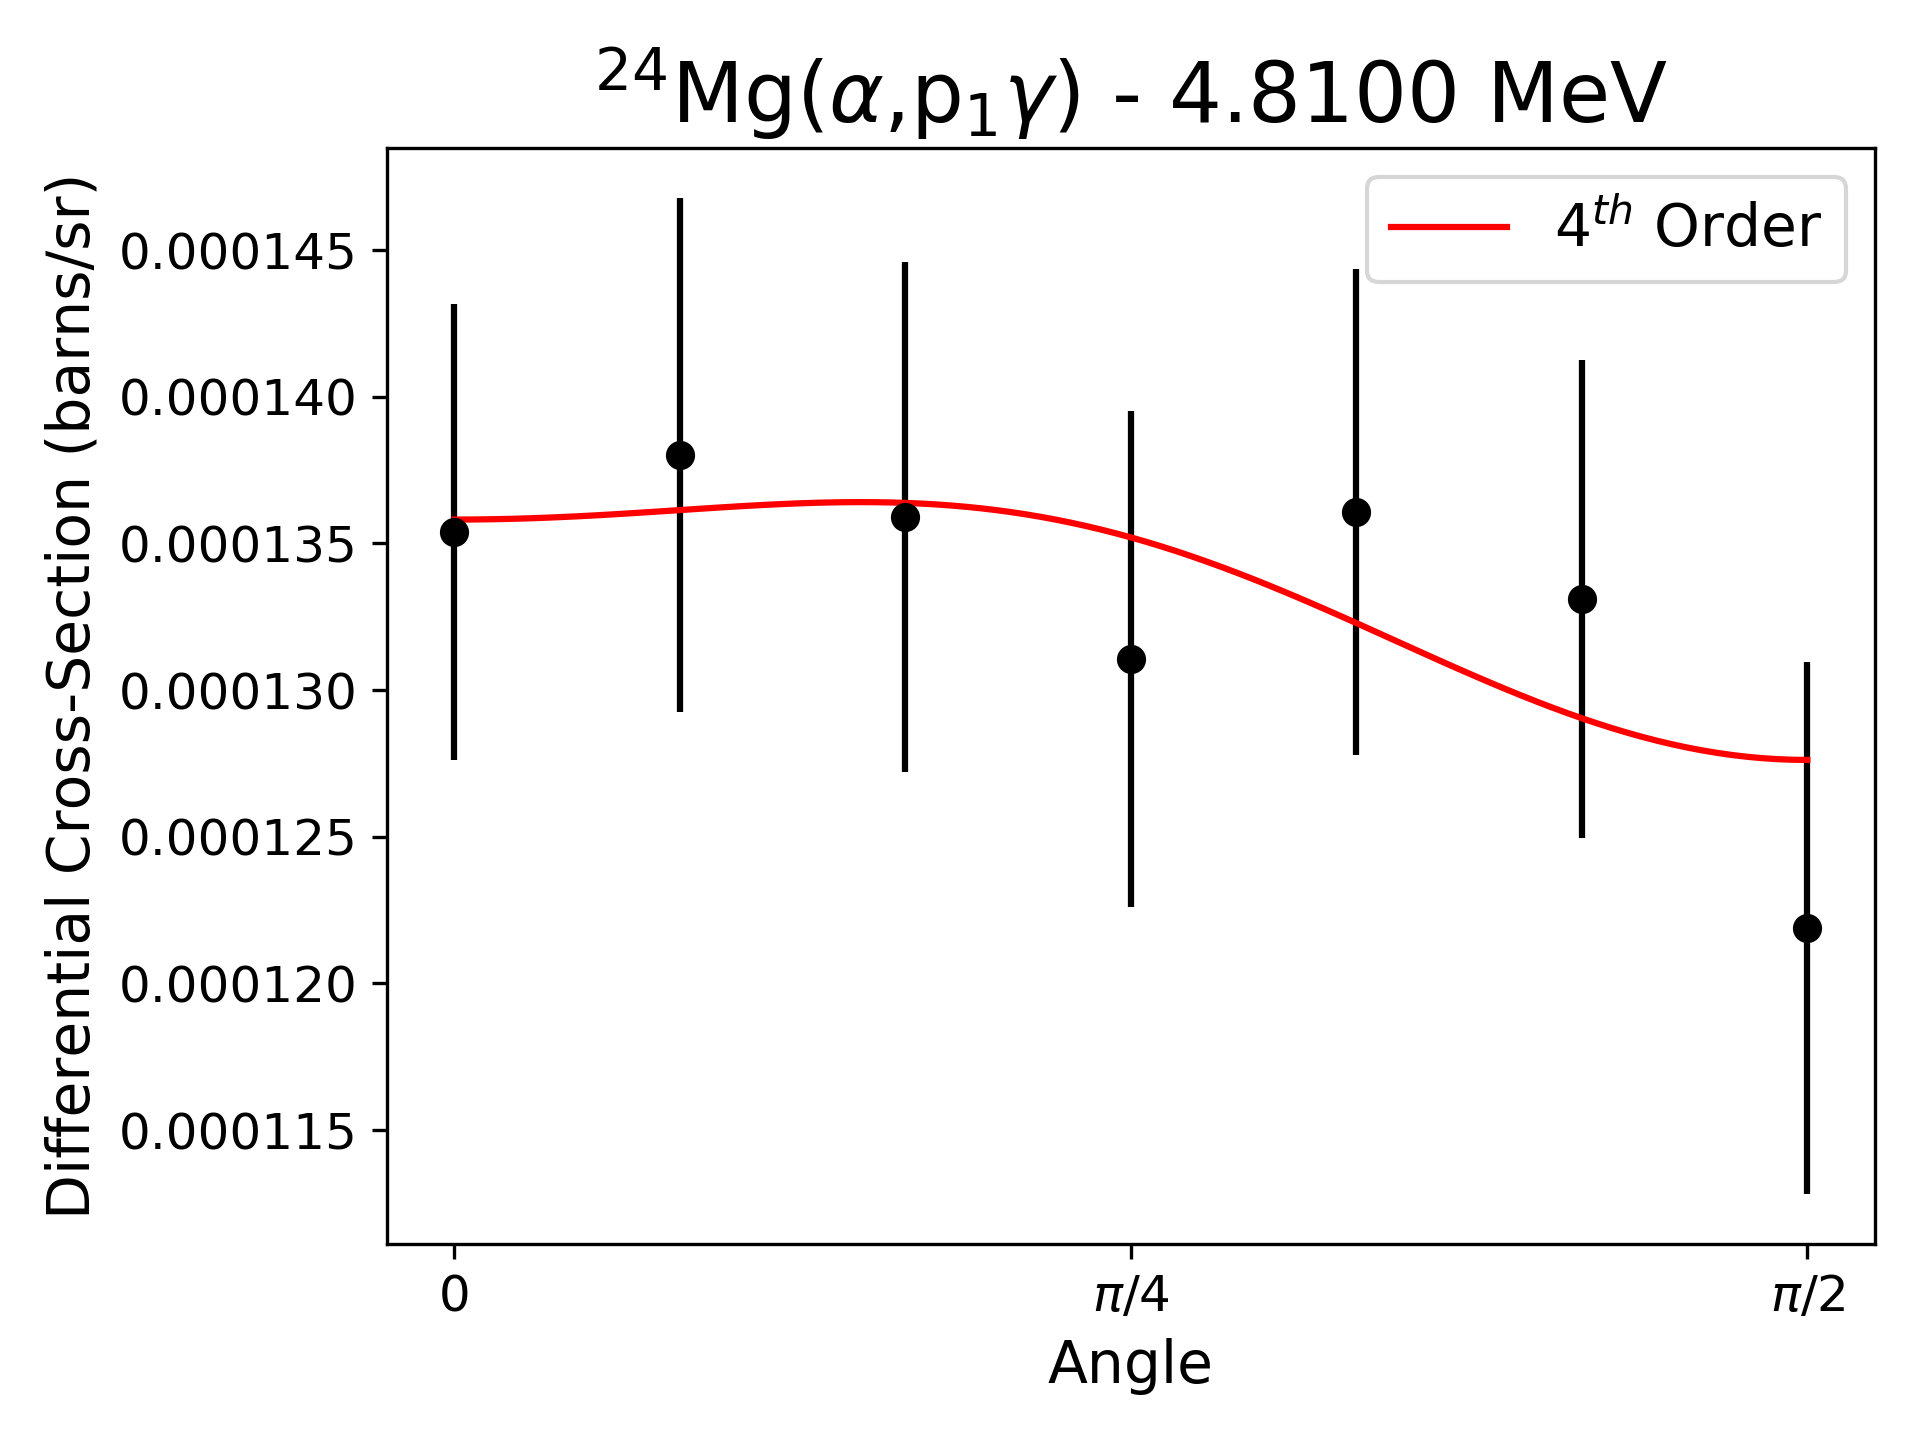 ²⁴Mg(α,p₁γ) - 4.8100 MeV
4ᵗʰ Order
Differential Cross-Section (barns/sr)
0.000145
0.000140
0.000135
0.000130
0.000125
0.000120
0.000115
0 π/4 π/2
Angle